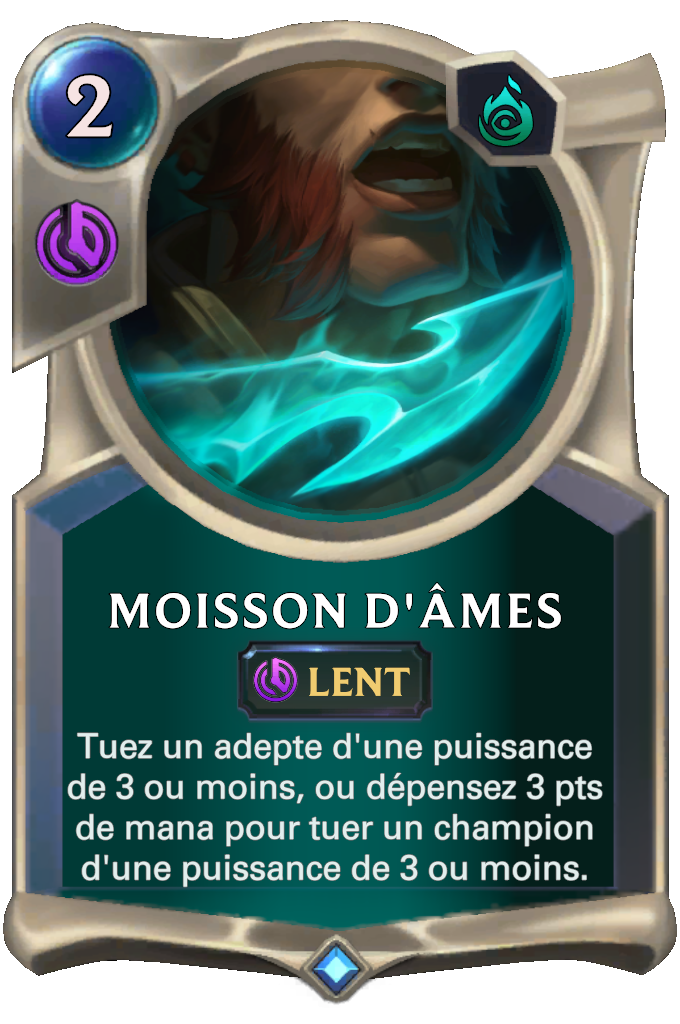 2
MOISSON D'ÂMES
LENT
Tuez un adepte d'une puissance
de 3 ou moins, ou dépensez 3 pts
de mana pour tuer un champion
d'une puissance de 3 ou moins.